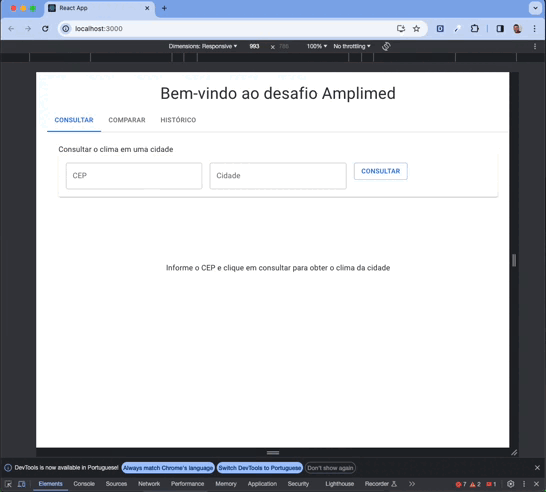 React App
localhost:3000
Dimensions: Responsive 993 × 786 100% No throttling
Bem-vindo ao desafio Amplimed
CONSULTAR COMPARAR HISTÓRICO
Consultar o clima em uma cidade
CEP Cidade CONSULTAR
Informe o CEP e clique em consultar para obter o clima da cidade
DevTools is now available in Portuguese! Always match Chrome's language Switch DevTools to Portuguese Don't show again
Elements Console Sources Network Performance Memory Application Security Lighthouse Recorder 7 2 1